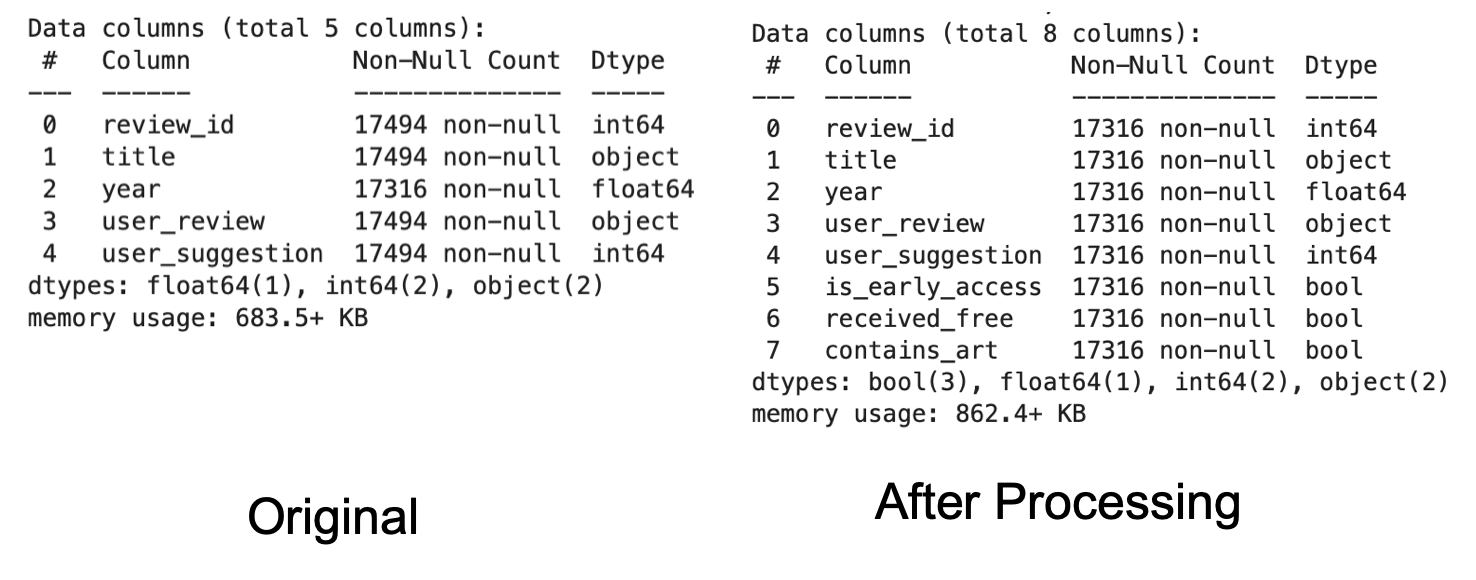 Data columns (total 5 columns):
#   Column           Non-Null Count  Dtype
---  ------           --------------  -----
0   review_id        17494 non-null  int64
1   title            17494 non-null  object
2   year             17316 non-null  float64
3   user_review      17494 non-null  object
4   user_suggestion  17494 non-null  int64
dtypes: float64(1), int64(2), object(2)
memory usage: 683.5+ KB
Original
Data columns (total 8 columns):
#   Column           Non-Null Count  Dtype
---  ------           --------------  -----
0   review_id        17316 non-null  int64
1   title            17316 non-null  object
2   year             17316 non-null  float64
3   user_review      17316 non-null  object
4   user_suggestion  17316 non-null  int64
5   is_early_access  17316 non-null  bool
6   received_free    17316 non-null  bool
7   contains_art     17316 non-null  bool
dtypes: bool(3), float64(1), int64(2), object(2)
memory usage: 862.4+ KB
After Processing